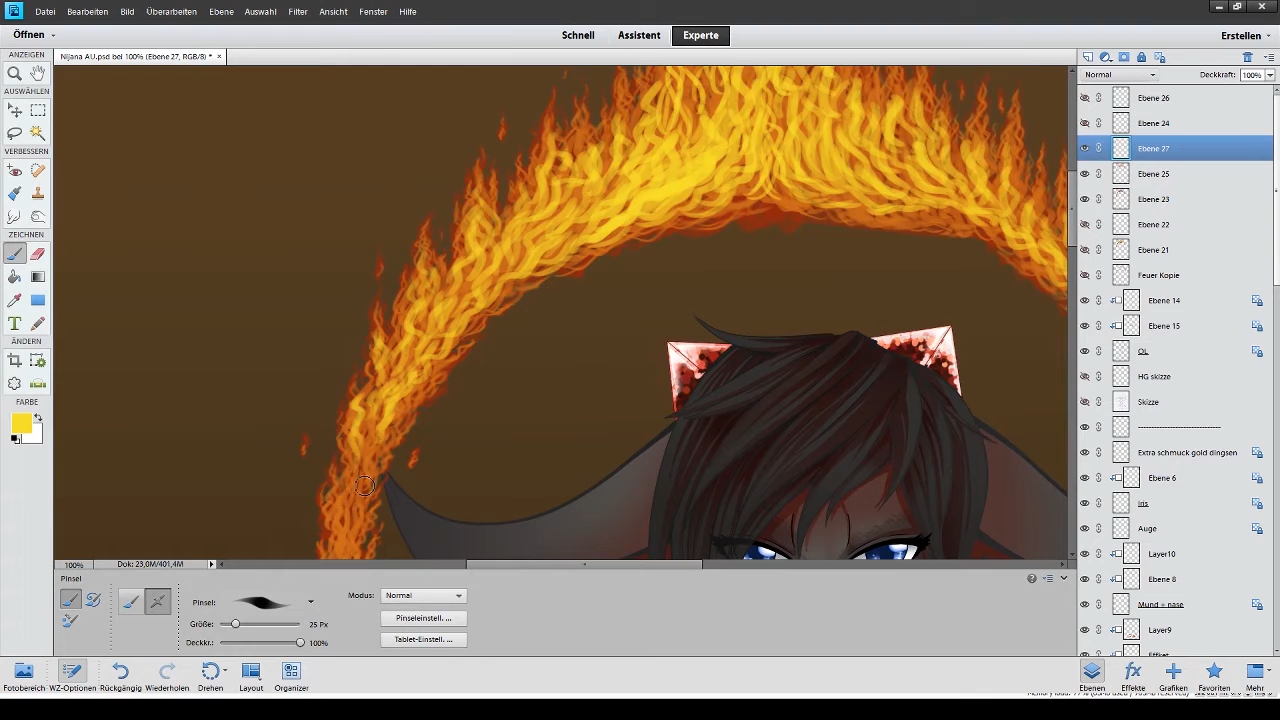 Datei Bearbeiten Bild Überarbeiten Ebene Auswahl Filter Ansicht Fenster Hilfe
Öffnen Schnell Assistent Experte Erstellen
ANZEIGEN
Nijana AU.psd bei 100% (Ebene 27, RGB/8) * ×
Normal Deckkraft: 100%
AUSWÄHLEN
VERBESSERN
ZEICHNEN
T
ÄNDERN
FARBE
Ebene 26
Ebene 24
Ebene 27
Ebene 25
Ebene 23
Ebene 22
Ebene 21
Feuer Kopie
Ebene 14
Ebene 15
OL
HG skizze
Skizze
------------------------------
Extra schmuck gold dingsen
Ebene 6
Iris
Auge
Layer10
Ebene 8
Mund + nase
Layer9
Effket
100% Dok: 23,0M/401,4M
Pinsel
Pinsel:
Größe: 25 Px
Deckkr.: 100%
Modus: Normal
Pinseleinstell. ...
Tablet-Einstell. ...
Fotobereich WZ-Optionen Rückgängig Wiederholen Drehen Layout Organizer
Ebenen Effekte Grafiken Favoriten Mehr